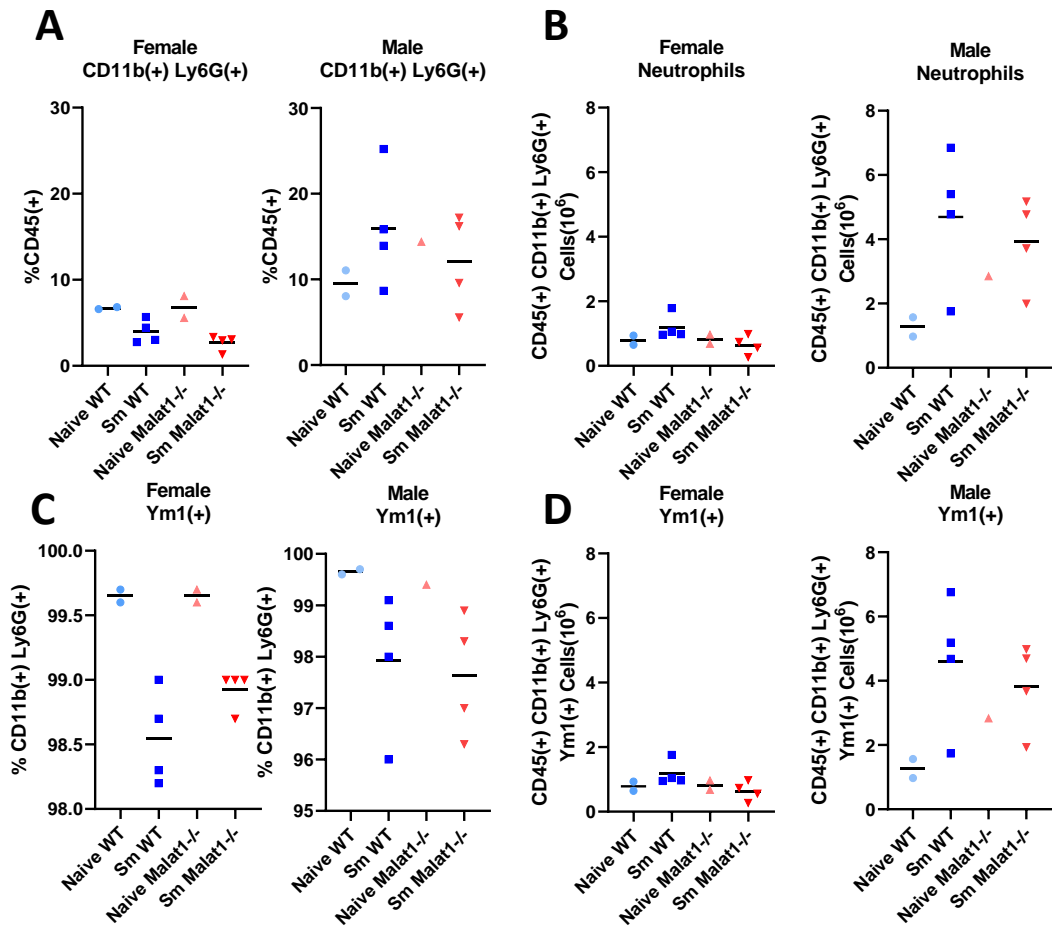 A
Female
CD11b(+) Ly6G(+)
%CD45(+)
30
20
10
0
Naive WT
Sm WT
Naive Malat1-/-
Sm Malat1-/-
Male
CD11b(+) Ly6G(+)
%CD45(+)
30
20
10
0
Naive WT
Sm WT
Naive Malat1-/-
Sm Malat1-/-
B
Female
Neutrophils
CD45(+) CD11b(+) Ly6G(+)
Cells(10⁶)
8
6
4
2
0
Naive WT
Sm WT
Naive Malat1-/-
Sm Malat1-/-
Male
Neutrophils
CD45(+) CD11b(+) Ly6G(+)
Cells(10⁶)
8
6
4
2
0
Naive WT
Sm WT
Naive Malat1-/-
Sm Malat1-/-
C
Female
Ym1(+)
% CD11b(+) Ly6G(+)
100.0
99.5
99.0
98.5
98.0
Naive WT
Sm WT
Naive Malat1-/-
Sm Malat1-/-
Male
Ym1(+)
% CD11b(+) Ly6G(+)
100
99
98
97
96
95
Naive WT
Sm WT
Naive Malat1-/-
Sm Malat1-/-
D
Female
Ym1(+)
CD45(+) CD11b(+) Ly6G(+)
Ym1(+) Cells(10⁶)
8
6
4
2
0
Naive WT
Sm WT
Naive Malat1-/-
Sm Malat1-/-
Male
Ym1(+)
CD45(+) CD11b(+) Ly6G(+)
Ym1(+) Cells(10⁶)
8
6
4
2
0
Naive WT
Sm WT
Naive Malat1-/-
Sm Malat1-/-